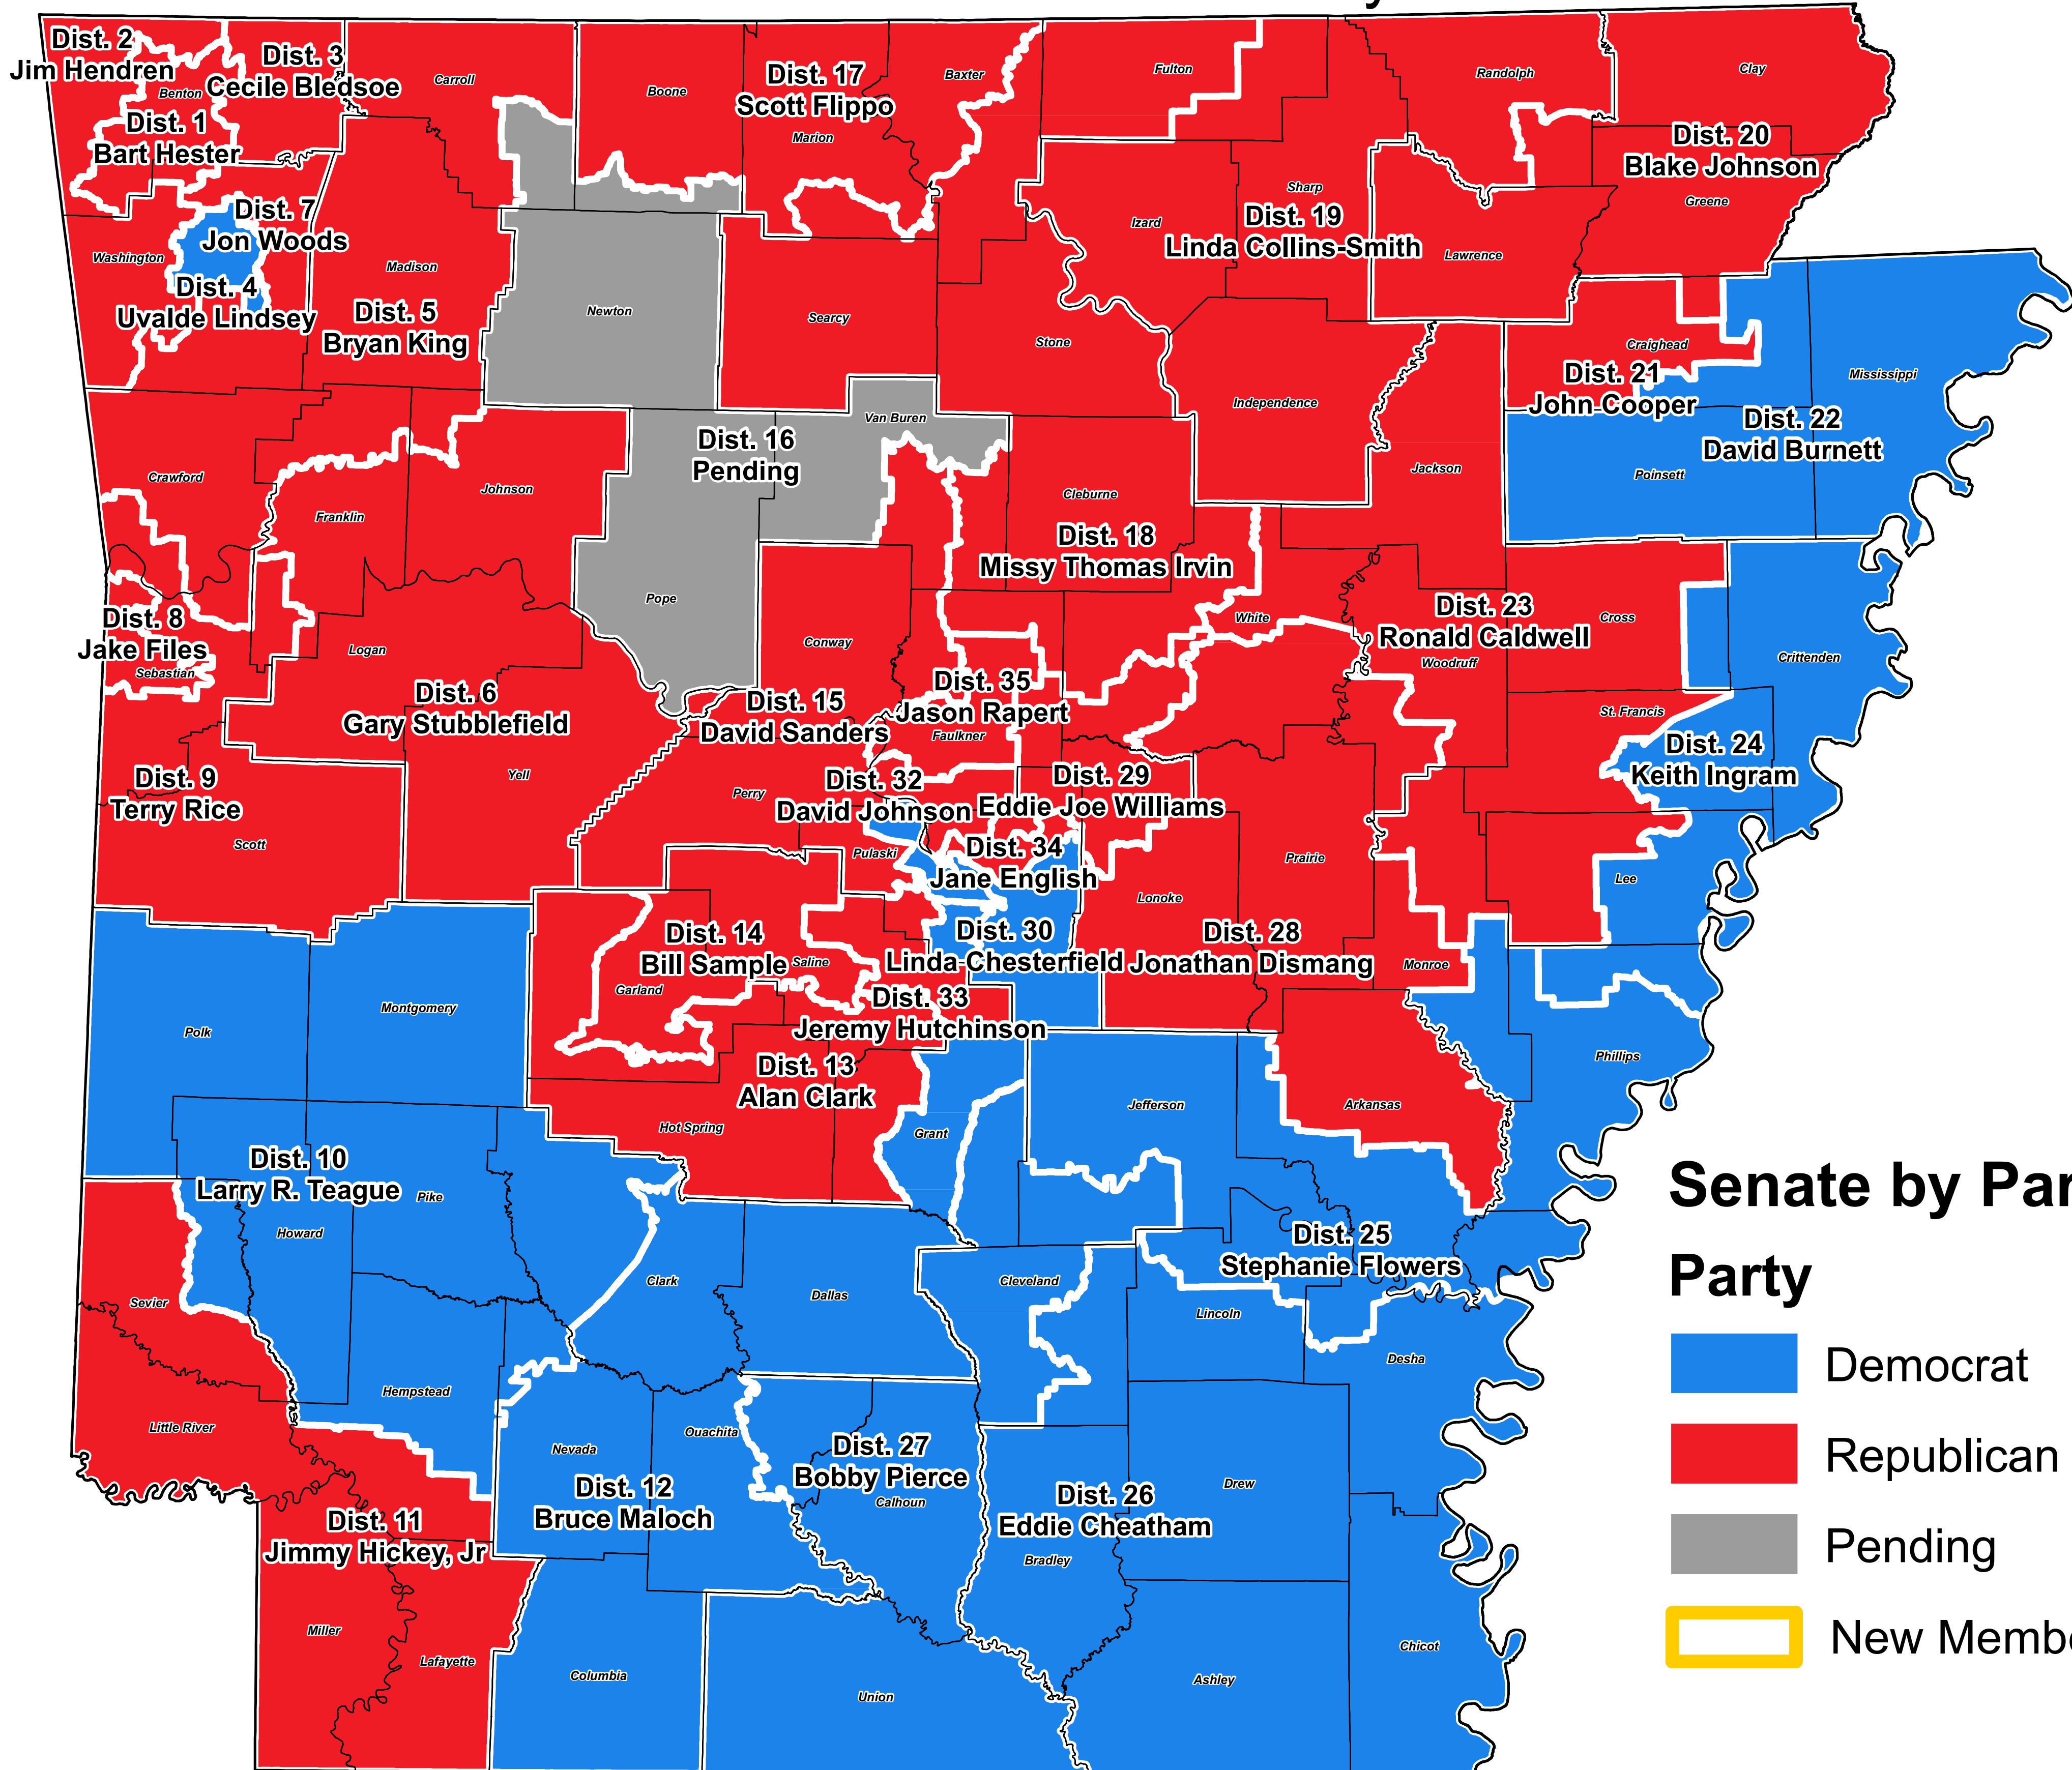 Dist. 2
Jim Hendren
Dist. 3
Cecile Bledsoe
Benton
Dist. 1
Bart Hester
Carroll
Boone
Dist. 17
Scott Flippo
Marion
Baxter
Fulton
Randolph
Clay
Dist. 20
Blake Johnson
Greene
Dist. 7
Jon Woods
Washington
Dist. 4
Uvalde Lindsey
Madison
Dist. 5
Bryan King
Newton
Searcy
Stone
Izard
Sharp
Dist. 19
Linda Collins-Smith
Lawrence
Craighead
Dist. 21
John Cooper
Mississippi
Dist. 22
David Burnett
Poinsett
Independence
Jackson
Van Buren
Dist. 16
Pending
Crawford
Franklin
Johnson
Cleburne
Dist. 18
Missy Thomas Irvin
Pope
Conway
White
Dist. 23
Ronald Caldwell
Woodruff
Cross
Crittenden
Dist. 8
Jake Files
Sebastian
Logan
Dist. 6
Gary Stubblefield
Yell
Dist. 15
David Sanders
Dist. 35
Jason Rapert
Faulkner
St. Francis
Dist. 24
Keith Ingram
Dist. 9
Terry Rice
Scott
Perry
Dist. 32
David Johnson
Dist. 29
Eddie Joe Williams
Pulaski
Dist. 34
Jane English
Prairie
Lonoke
Lee
Dist. 14
Bill Sample
Saline
Garland
Dist. 30
Linda Chesterfield
Dist. 28
Jonathan Dismang
Monroe
Dist. 33
Jeremy Hutchinson
Polk
Montgomery
Dist. 13
Alan Clark
Hot Spring
Grant
Jefferson
Arkansas
Phillips
Dist. 10
Larry R. Teague
Pike
Howard
Clark
Dallas
Cleveland
Dist. 25
Stephanie Flowers
Lincoln
Desha
Sevier
Hempstead
Little River
Nevada
Ouachita
Dist. 12
Bruce Maloch
Dist. 27
Bobby Pierce
Calhoun
Dist. 26
Eddie Cheatham
Bradley
Drew
Dist. 11
Jimmy Hickey, Jr
Miller
Lafayette
Columbia
Union
Ashley
Chicot
Senate by Par
Party
Democrat
Republican
Pending
New Membe